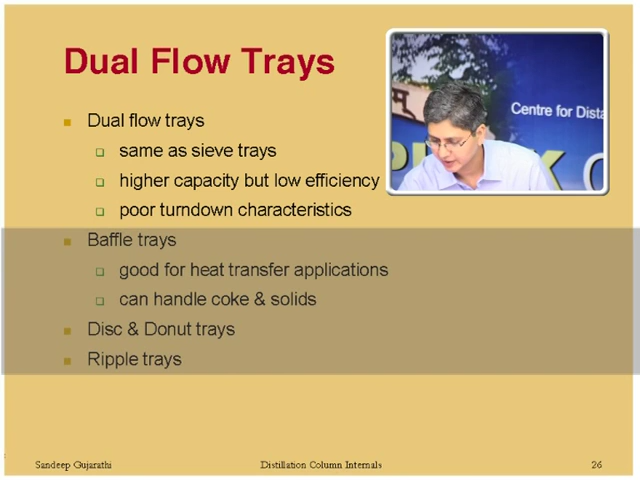 Dual Flow Trays
Centre for Dista
Dual flow trays
same as sieve trays
higher capacity but low efficiency
poor turndown characteristics
Baffle trays
good for heat transfer applications
can handle coke & solids
Disc & Donut trays
Ripple trays
Sandeep Gujarathi Distillation Column Internals 26